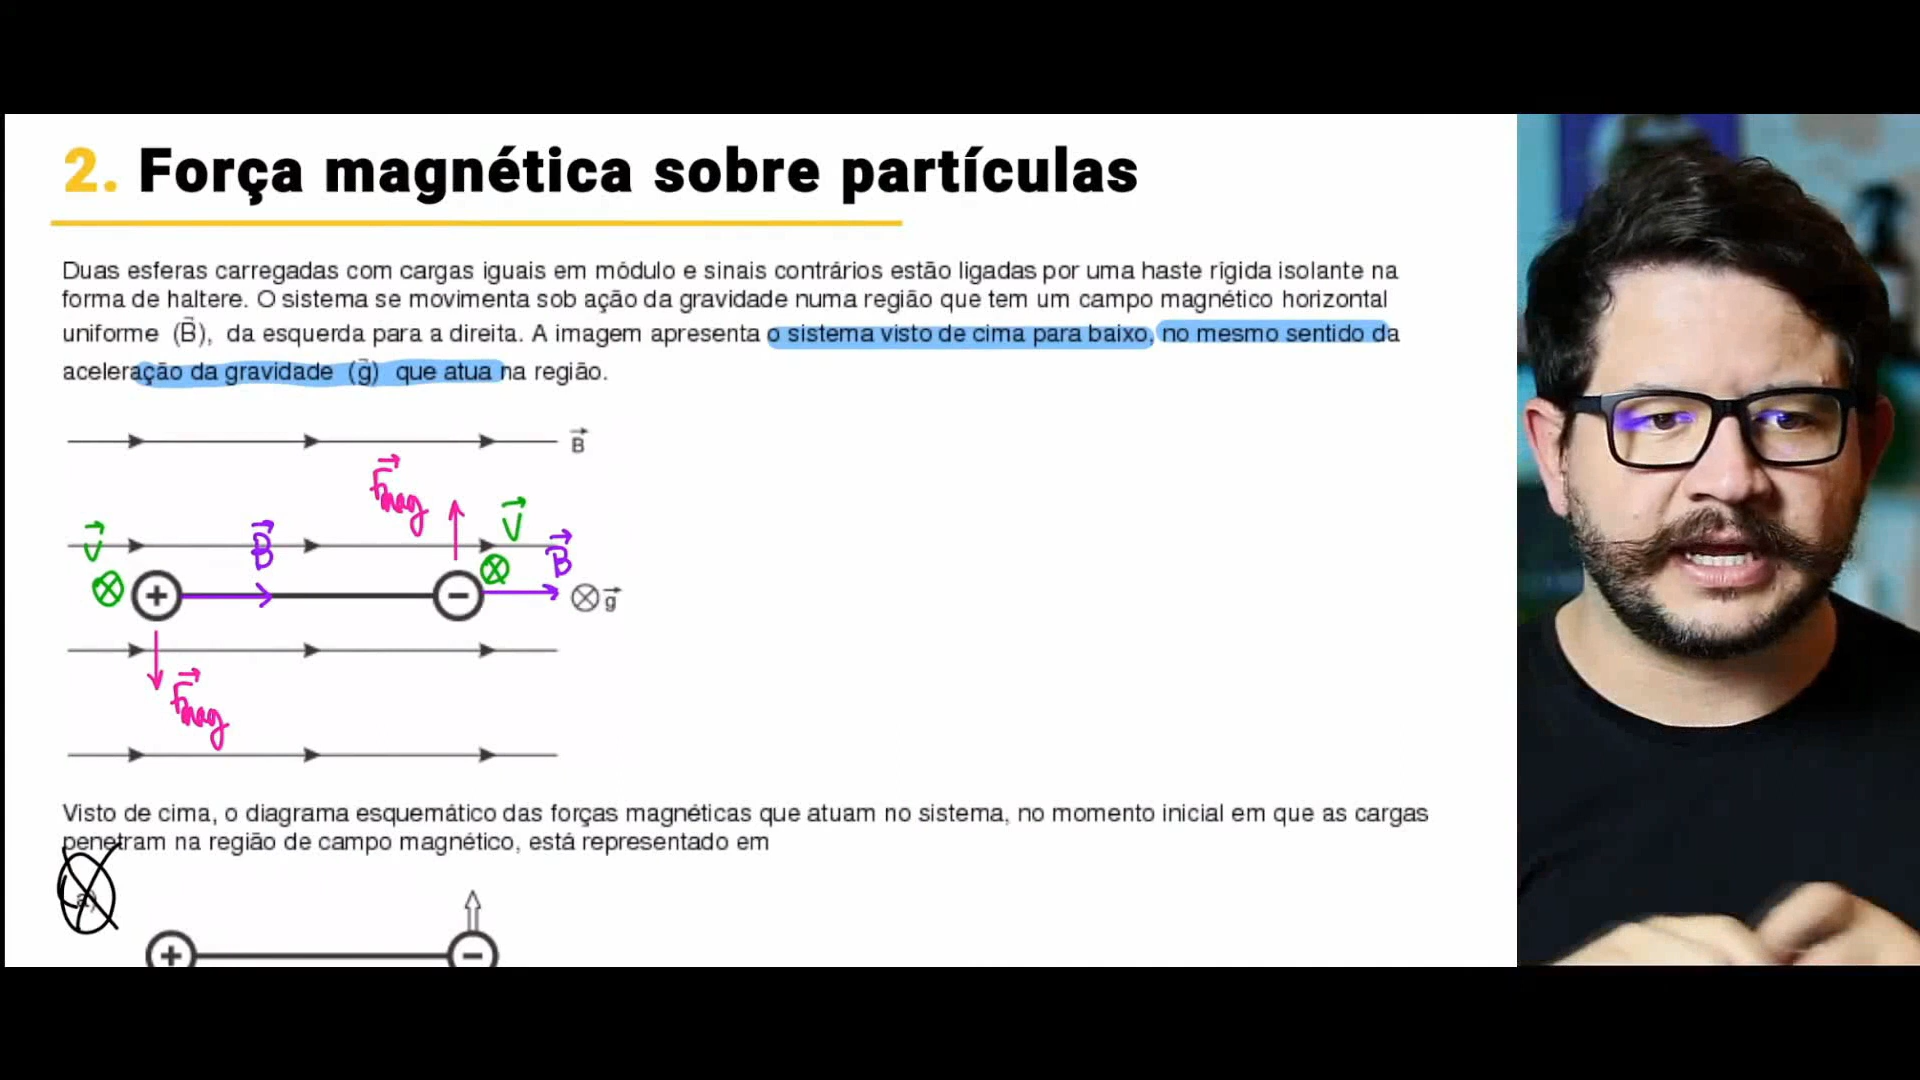 2. Força magnética sobre partículas
Duas esferas carregadas com cargas iguais em módulo e sinais contrários estão ligadas por uma haste rígida isolante na
forma de haltere. O sistema se movimenta sob ação da gravidade numa região que tem um campo magnético horizontal
uniforme (B⃗), da esquerda para a direita. A imagem apresenta o sistema visto de cima para baixo, no mesmo sentido da
aceleração da gravidade (g⃗) que atua na região.
B⃗
F⃗mag
V⃗
V⃗
B⃗
B⃗
+
−
g⃗
F⃗mag
Visto de cima, o diagrama esquemático das forças magnéticas que atuam no sistema, no momento inicial em que as cargas
penetram na região de campo magnético, está representado em
a)
+
−